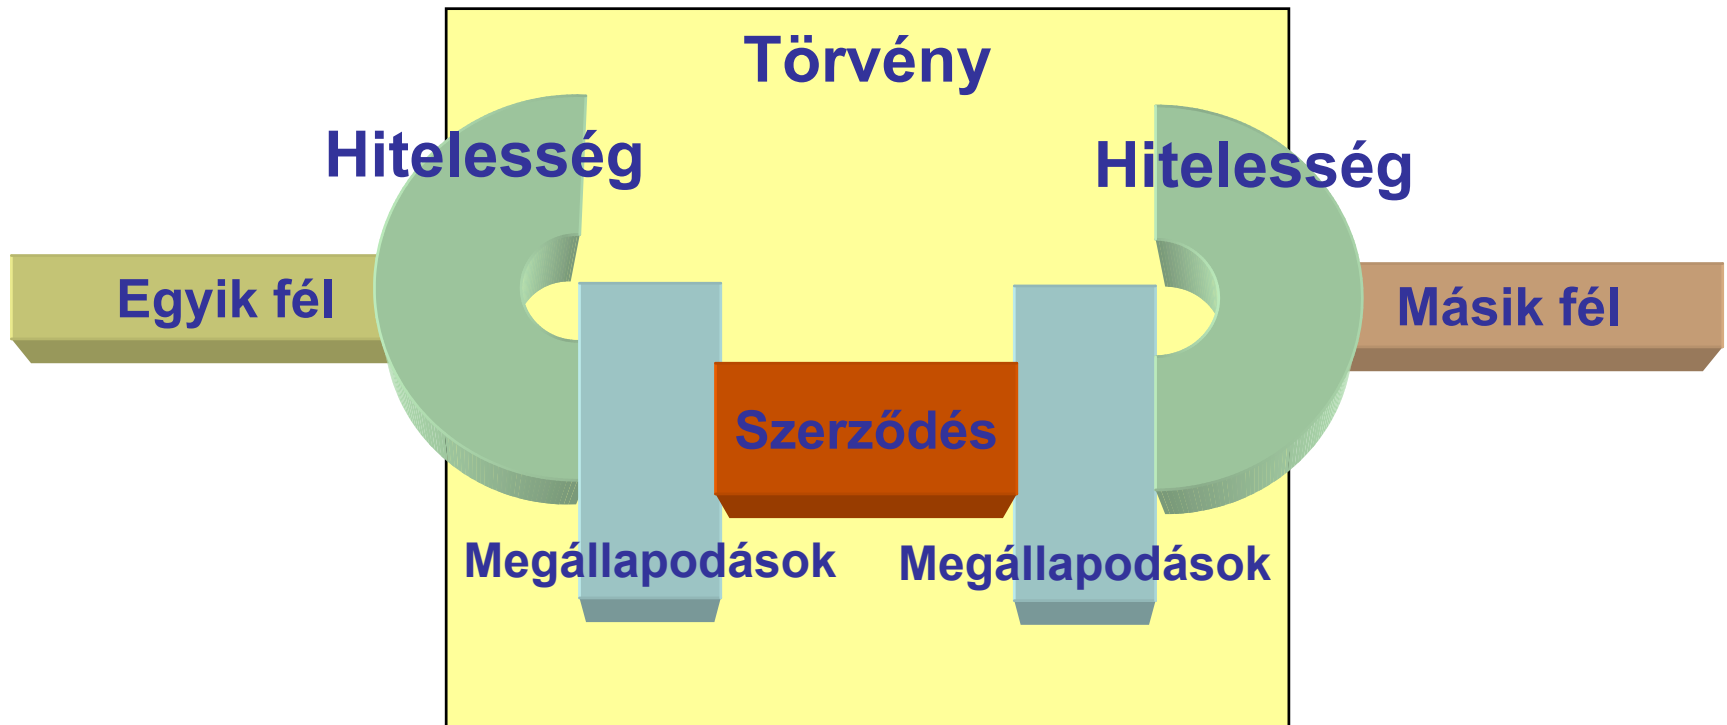 Törvény
Hitelesség
Hitelesség
Egyik fél
Másik fél
Szerződés
Megállapodások
Megállapodások